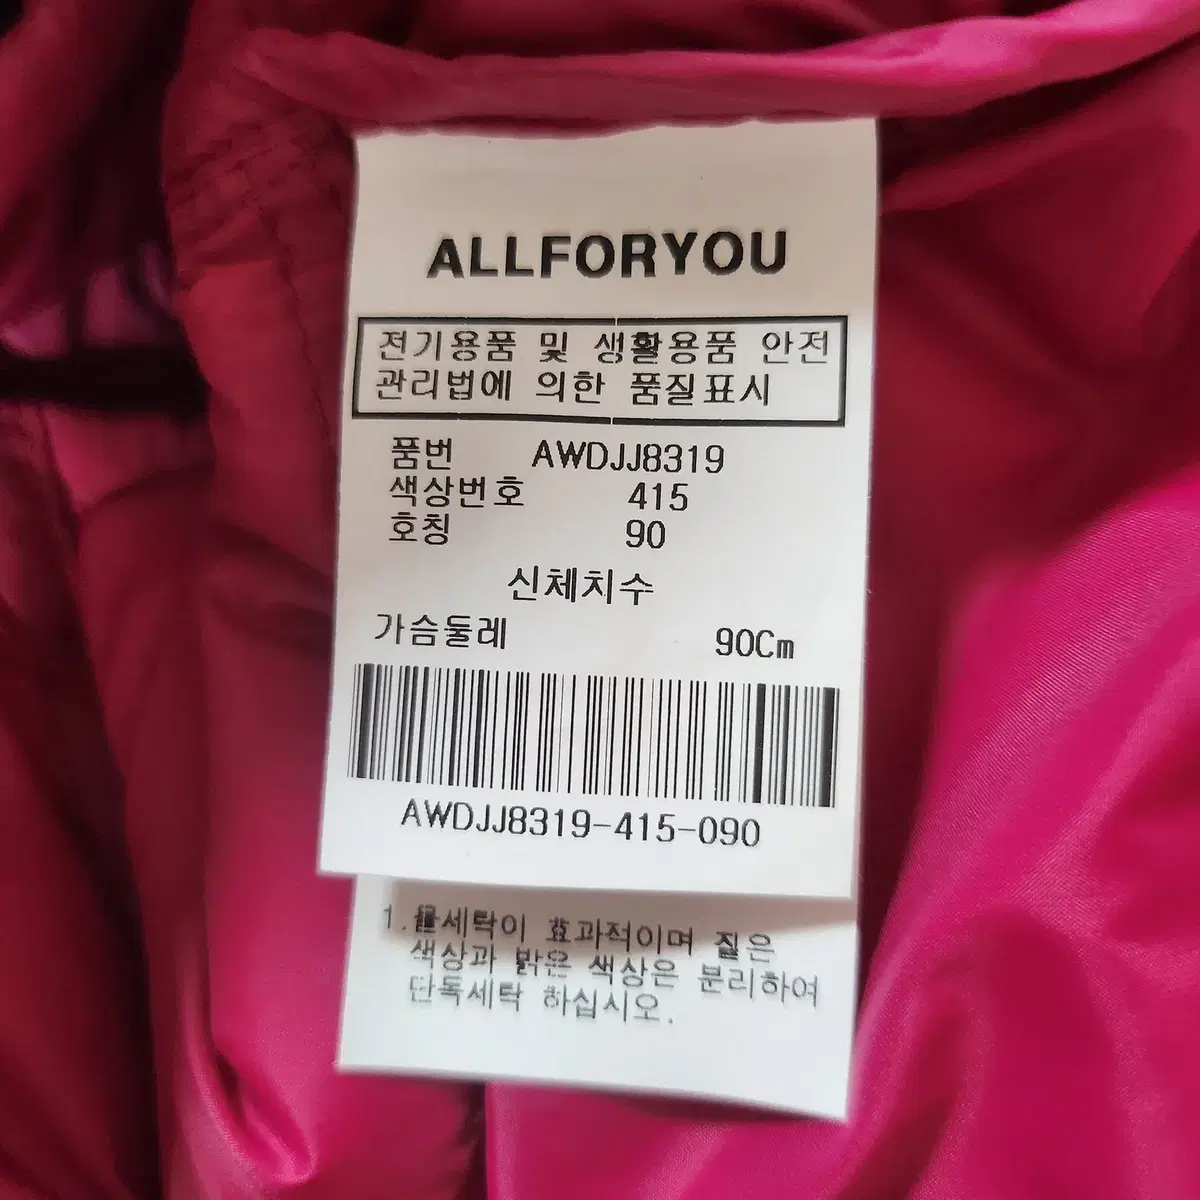 ALLFORYOU
전기용품 및 생활용품 안전
관리법에 의한 품질표시
품번 AWDJJ8319
색상번호 415
호칭 90
신체치수
가슴둘레 90Cm
AWDJJ8319-415-090
1.물세탁이 효과적이며 짙은
색상과 밝은 색상은 분리하여
단독세탁 하십시오.